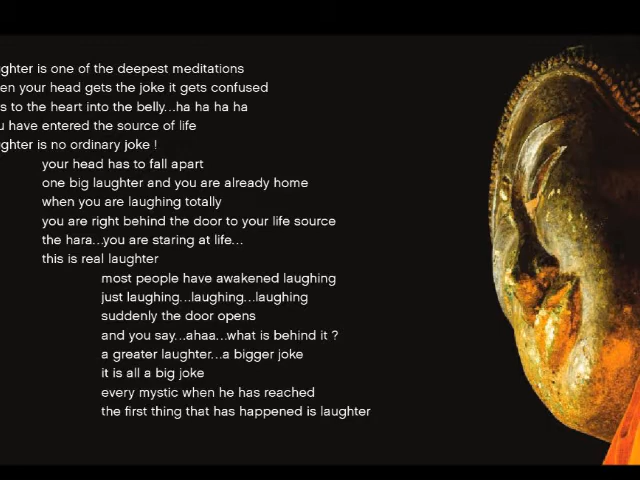 ghter is one of the deepest meditations
en your head gets the joke it gets confused
s to the heart into the belly...ha ha ha ha
u have entered the source of life
ghter is no ordinary joke !
your head has to fall apart
one big laughter and you are already home
when you are laughing totally
you are right behind the door to your life source
the hara...you are staring at life...
this is real laughter
most people have awakened laughing
just laughing...laughing...laughing
suddenly the door opens
and you say...ahaa...what is behind it ?
a greater laughter...a bigger joke
it is all a big joke
every mystic when he has reached
the first thing that has happened is laughter